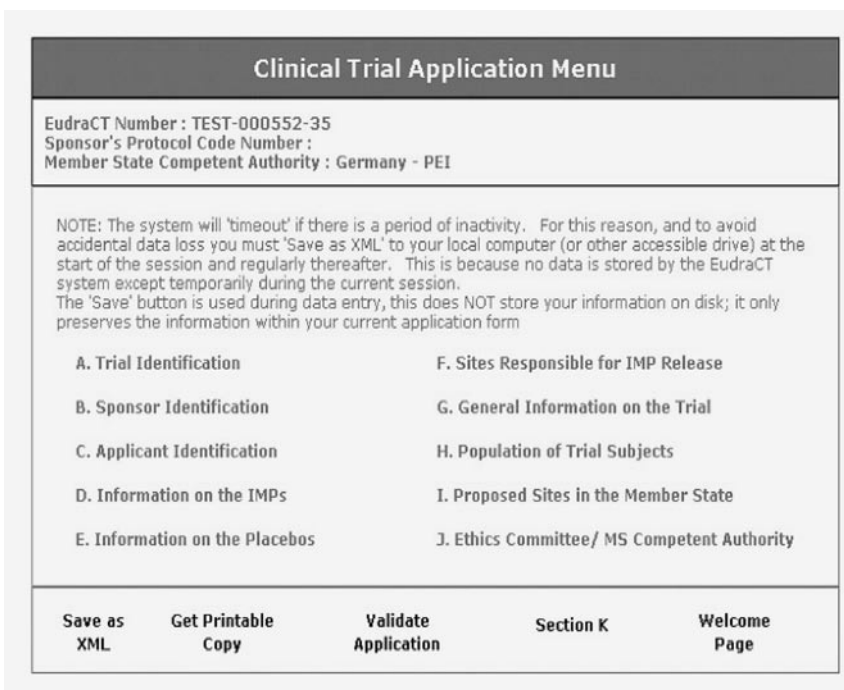 Clinical Trial Application Menu
EudraCT Number : TEST-000552-35
Sponsor's Protocol Code Number :
Member State Competent Authority : Germany - PEI
NOTE: The system will 'timeout' if there is a period of inactivity. For this reason, and to avoid
accidental data loss you must 'Save as XML' to your local computer (or other accessible drive) at the
start of the session and regularly thereafter. This is because no data is stored by the EudraCT
system except temporarily during the current session.
The 'Save' button is used during data entry, this does NOT store your information on disk; it only
preserves the information within your current application form
A. Trial Identification
B. Sponsor Identification
C. Applicant Identification
D. Information on the IMPs
E. Information on the Placebos
F. Sites Responsible for IMP Release
G. General Information on the Trial
H. Population of Trial Subjects
I. Proposed Sites in the Member State
J. Ethics Committee/ MS Competent Authority
Save as
XML
Get Printable
Copy
Validate
Application
Section K
Welcome
Page